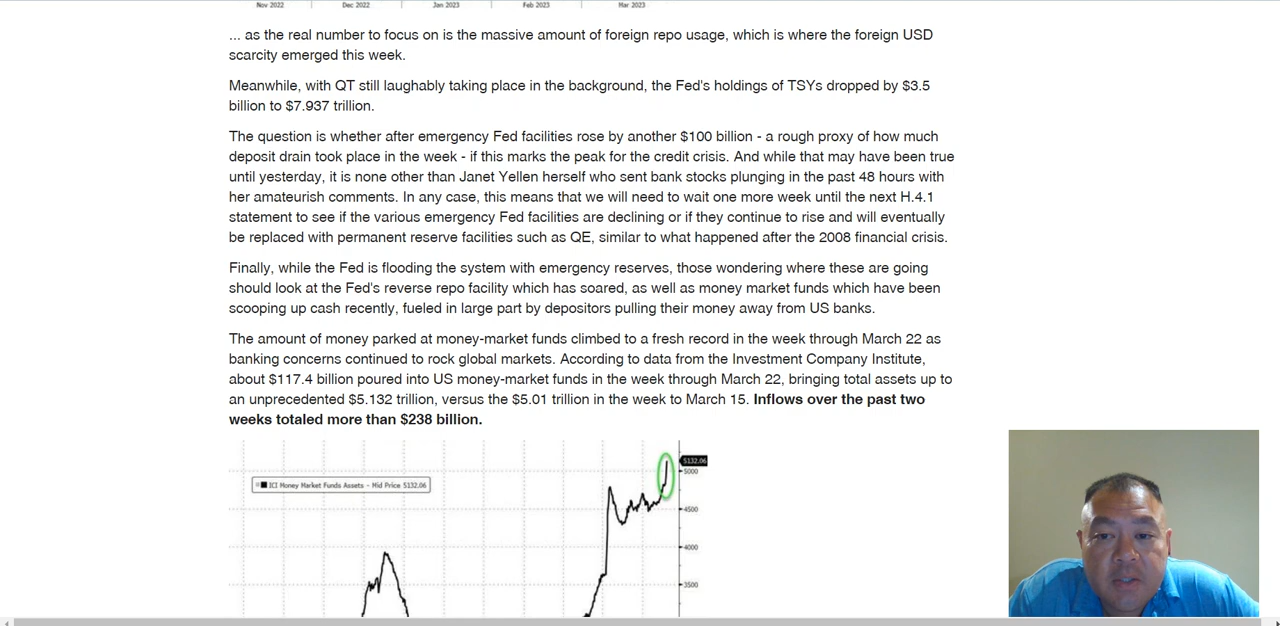 Nov 2022 Dec 2022 Jan 2023 Feb 2023 Mar 2023
... as the real number to focus on is the massive amount of foreign repo usage, which is where the foreign USD
scarcity emerged this week.
Meanwhile, with QT still laughably taking place in the background, the Fed's holdings of TSYs dropped by $3.5
billion to $7.937 trillion.
The question is whether after emergency Fed facilities rose by another $100 billion - a rough proxy of how much
deposit drain took place in the week - if this marks the peak for the credit crisis. And while that may have been true
until yesterday, it is none other than Janet Yellen herself who sent bank stocks plunging in the past 48 hours with
her amateurish comments. In any case, this means that we will need to wait one more week until the next H.4.1
statement to see if the various emergency Fed facilities are declining or if they continue to rise and will eventually
be replaced with permanent reserve facilities such as QE, similar to what happened after the 2008 financial crisis.
Finally, while the Fed is flooding the system with emergency reserves, those wondering where these are going
should look at the Fed's reverse repo facility which has soared, as well as money market funds which have been
scooping up cash recently, fueled in large part by depositors pulling their money away from US banks.
The amount of money parked at money-market funds climbed to a fresh record in the week through March 22 as
banking concerns continued to rock global markets. According to data from the Investment Company Institute,
about $117.4 billion poured into US money-market funds in the week through March 22, bringing total assets up to
an unprecedented $5.132 trillion, versus the $5.01 trillion in the week to March 15. Inflows over the past two
weeks totaled more than $238 billion.
5132.06
5000
ICI Money Market Funds Assets - Mid Price 5132.06
4500
4000
3500